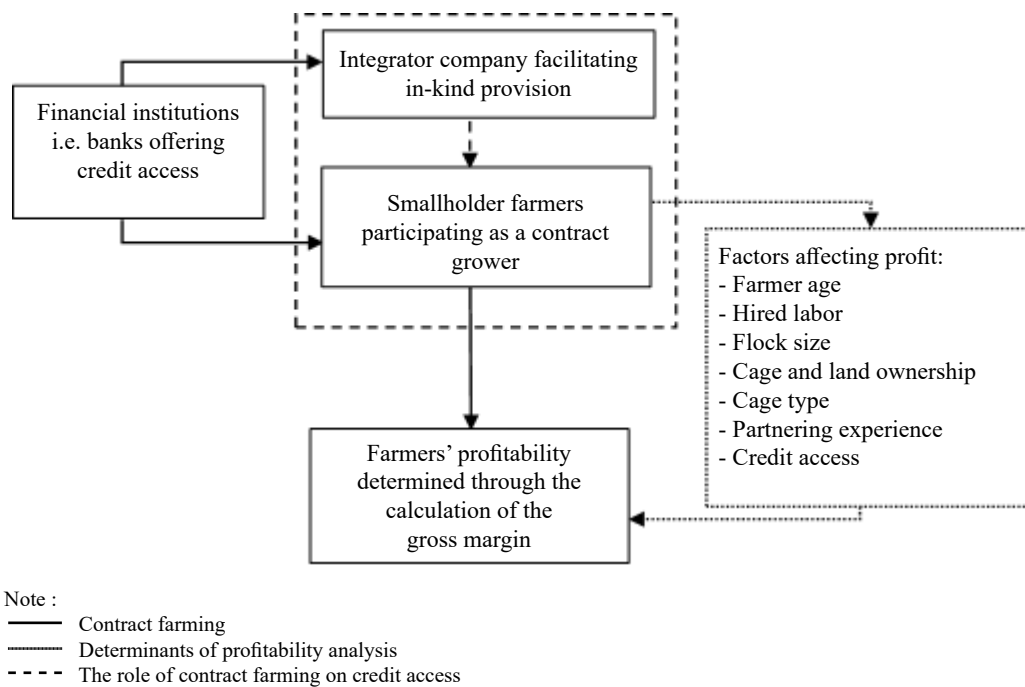 Integrator company facilitating
in-kind provision
Financial institutions
i.e. banks offering
credit access
Smallholder farmers
participating as a contract
grower
Factors affecting profit:
- Farmer age
- Hired labor
- Flock size
- Cage and land ownership
- Cage type
- Partnering experience
- Credit access
Farmers’ profitability
determined through the
calculation of the
gross margin
Note :
Contract farming
Determinants of profitability analysis
The role of contract farming on credit access